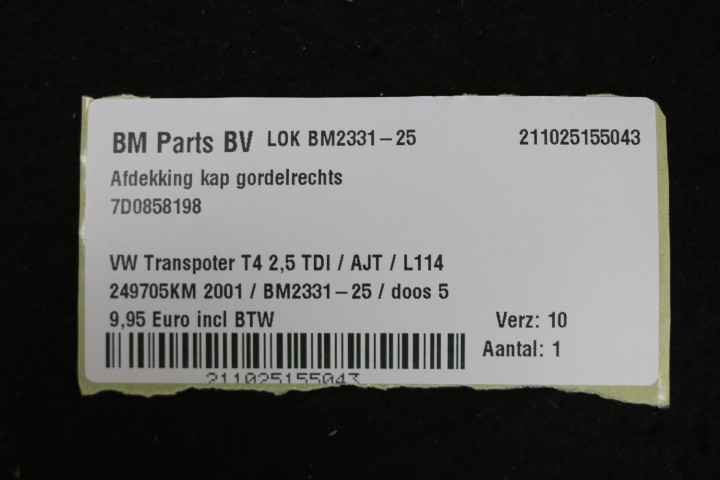 BM Parts BV LOK BM2331-25 211025155043
Afdekking kap gordelrechts
7D0858198
VW Transpoter T4 2,5 TDI / AJT / L114
249705KM 2001 / BM2331-25 / doos 5
9,95 Euro incl BTW Verz: 10
Aantal: 1
211025155043